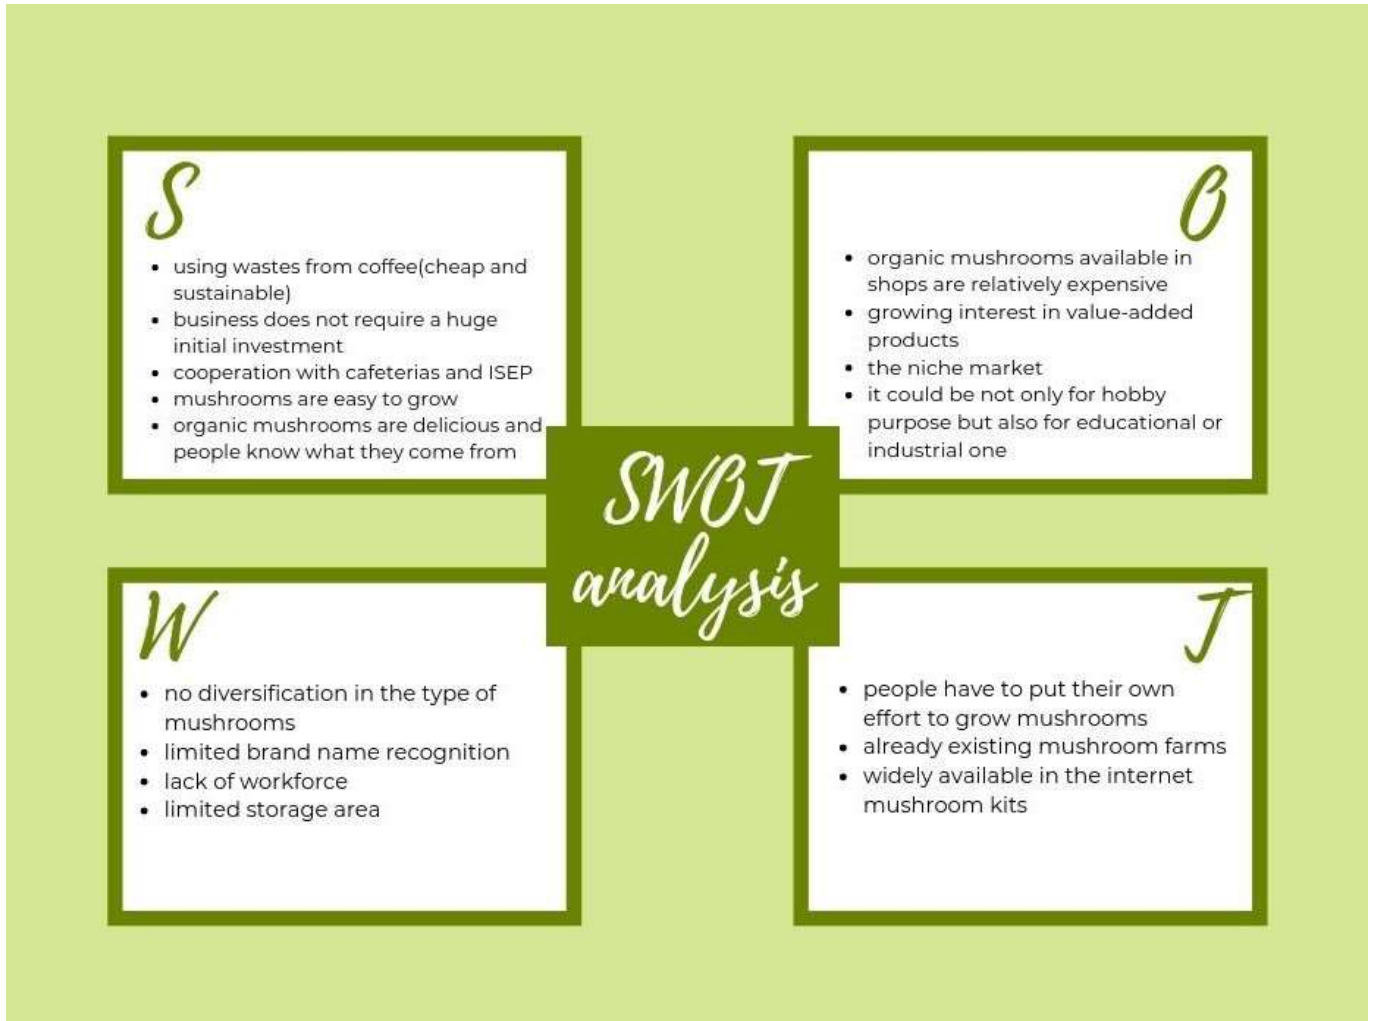 S
• using wastes from coffee(cheap and
sustainable)
• business does not require a huge
initial investment
• cooperation with cafeterias and ISEP
• mushrooms are easy to grow
• organic mushrooms are delicious and
people know what they come from
O
• organic mushrooms available in
shops are relatively expensive
• growing interest in value-added
products
• the niche market
• it could be not only for hobby
purpose but also for educational or
industrial one
SWOT
analysis
W
• no diversification in the type of
mushrooms
• limited brand name recognition
• lack of workforce
• limited storage area
T
• people have to put their own
effort to grow mushrooms
• already existing mushroom farms
• widely available in the internet
mushroom kits